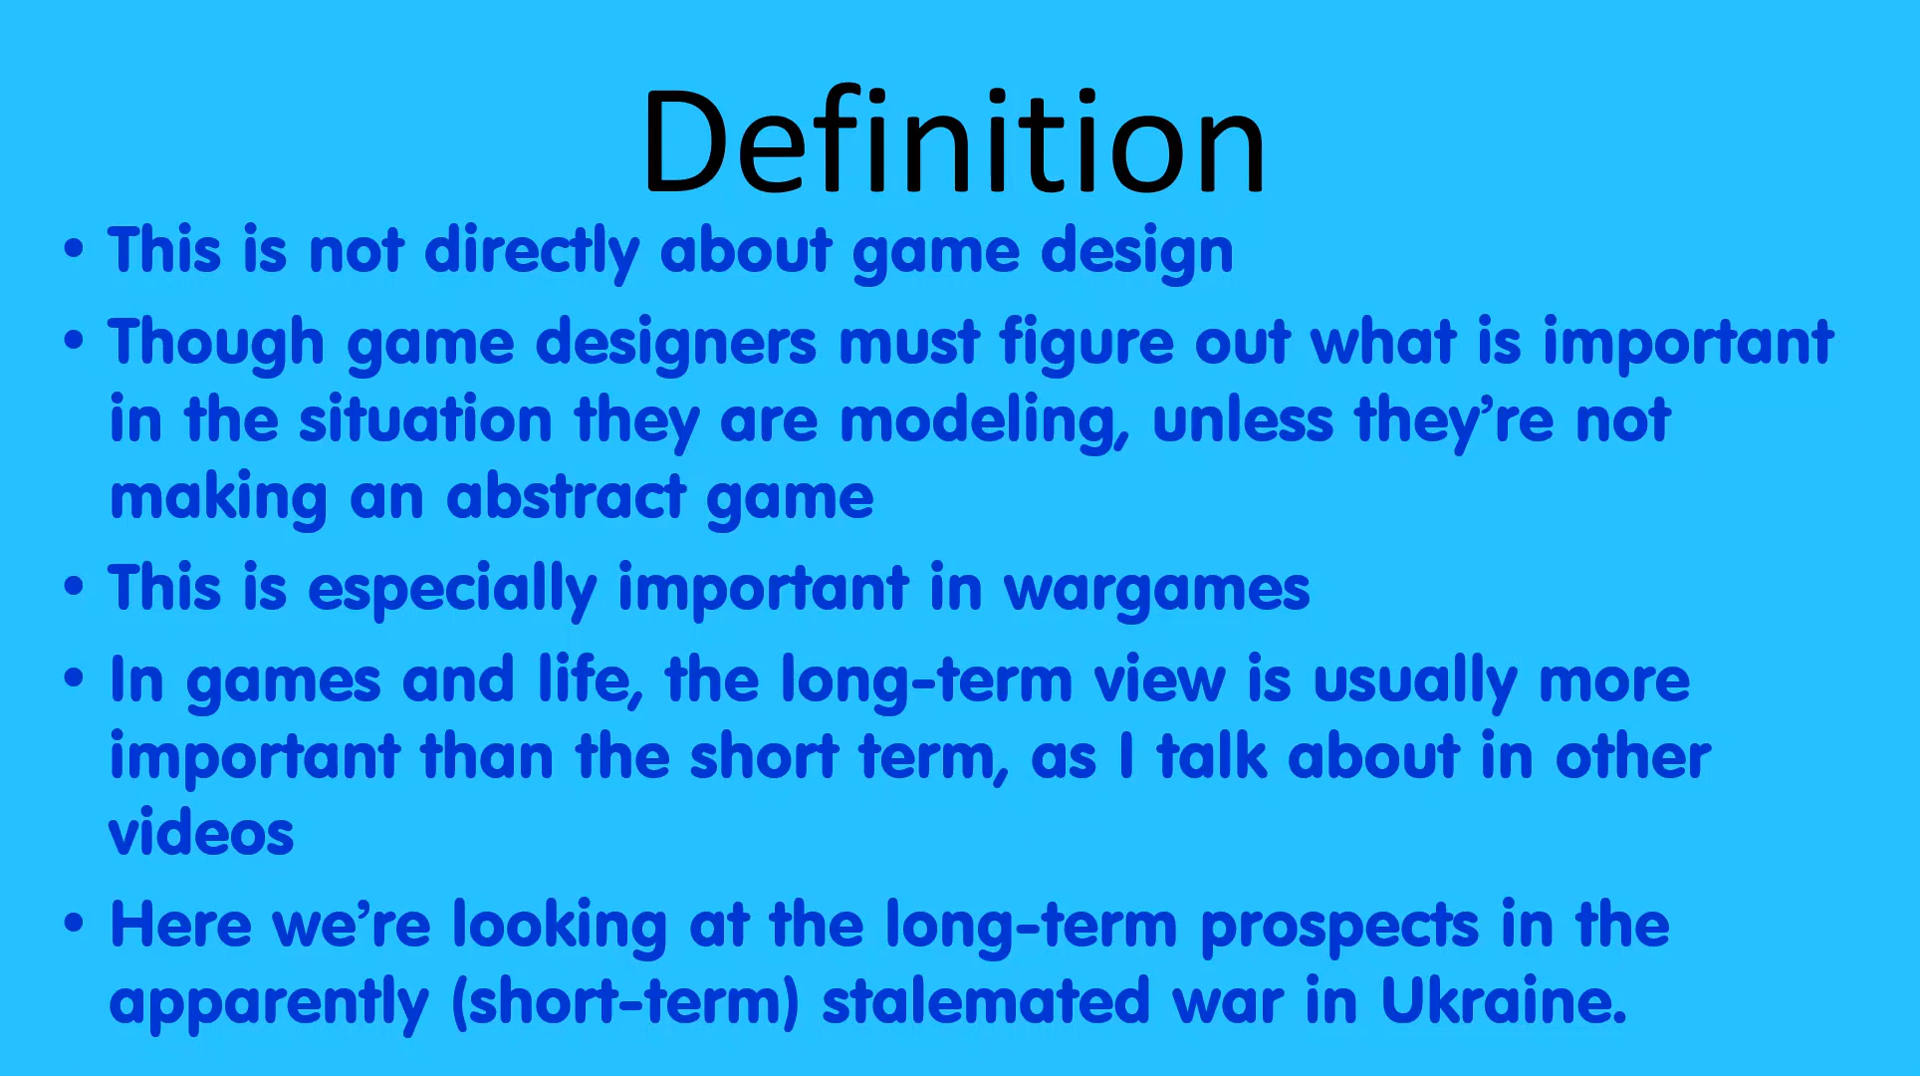 Definition
• This is not directly about game design
• Though game designers must figure out what is important
in the situation they are modeling, unless they’re not
making an abstract game
• This is especially important in wargames
• In games and life, the long-term view is usually more
important than the short term, as I talk about in other
videos
• Here we’re looking at the long-term prospects in the
apparently (short-term) stalemated war in Ukraine.